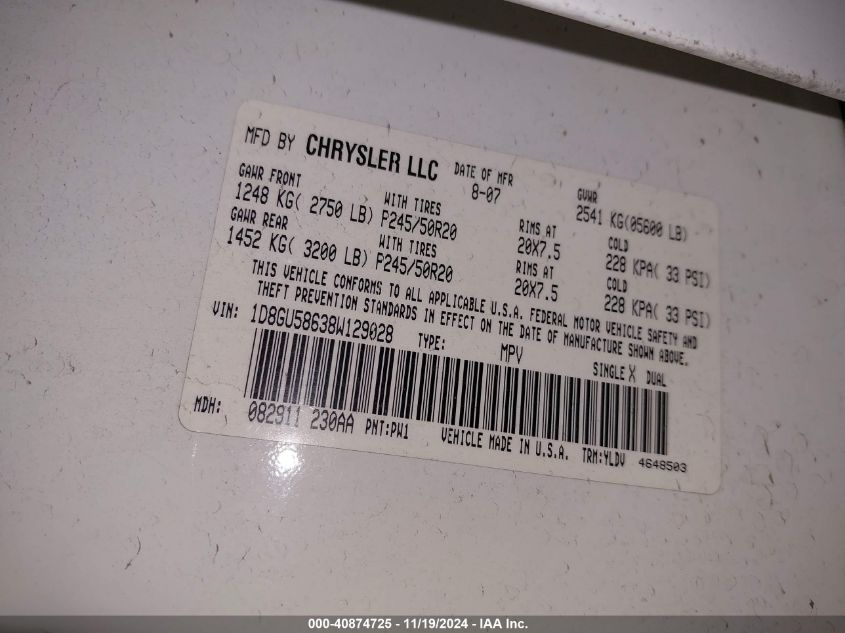 MFD BY CHRYSLER LLC DATE OF MFR 8-07 GVWR
GAWR FRONT WITH TIRES 2541 KG(05600 LB)
1248 KG( 2750 LB) P245/50R20 RIMS AT COLD
GAWR REAR WITH TIRES 20X7.5 228 KPA( 33 PSI)
1452 KG( 3200 LB) P245/50R20 RIMS AT COLD
20X7.5 228 KPA( 33 PSI)
THIS VEHICLE CONFORMS TO ALL APPLICABLE U.S.A. FEDERAL MOTOR VEHICLE SAFETY AND
THEFT PREVENTION STANDARDS IN EFFECT ON THE DATE OF MANUFACTURE SHOWN ABOVE.
VIN: 1D8GU58638W129028 TYPE: MPV SINGLE X DUAL
MDH: 082911 230AA PNT:PW1 VEHICLE MADE IN U.S.A. TRM:YLDV 4648503
000-40874725 - 11/19/2024 - IAA Inc.